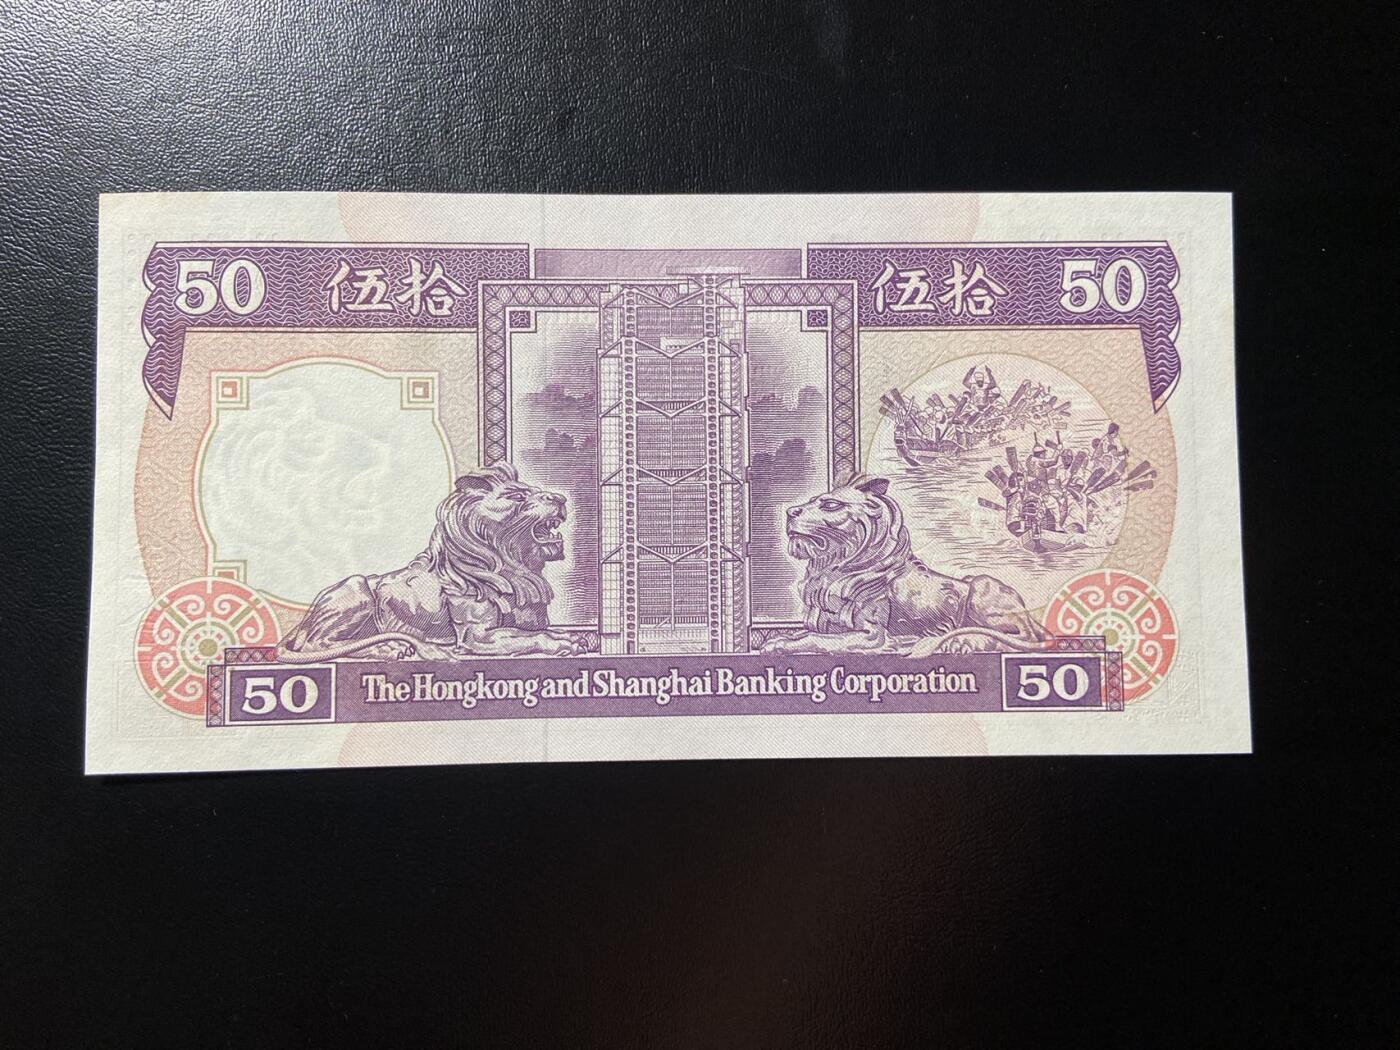 50 伍拾 伍拾 50
50 The Hongkong and Shanghai Banking Corporation 50